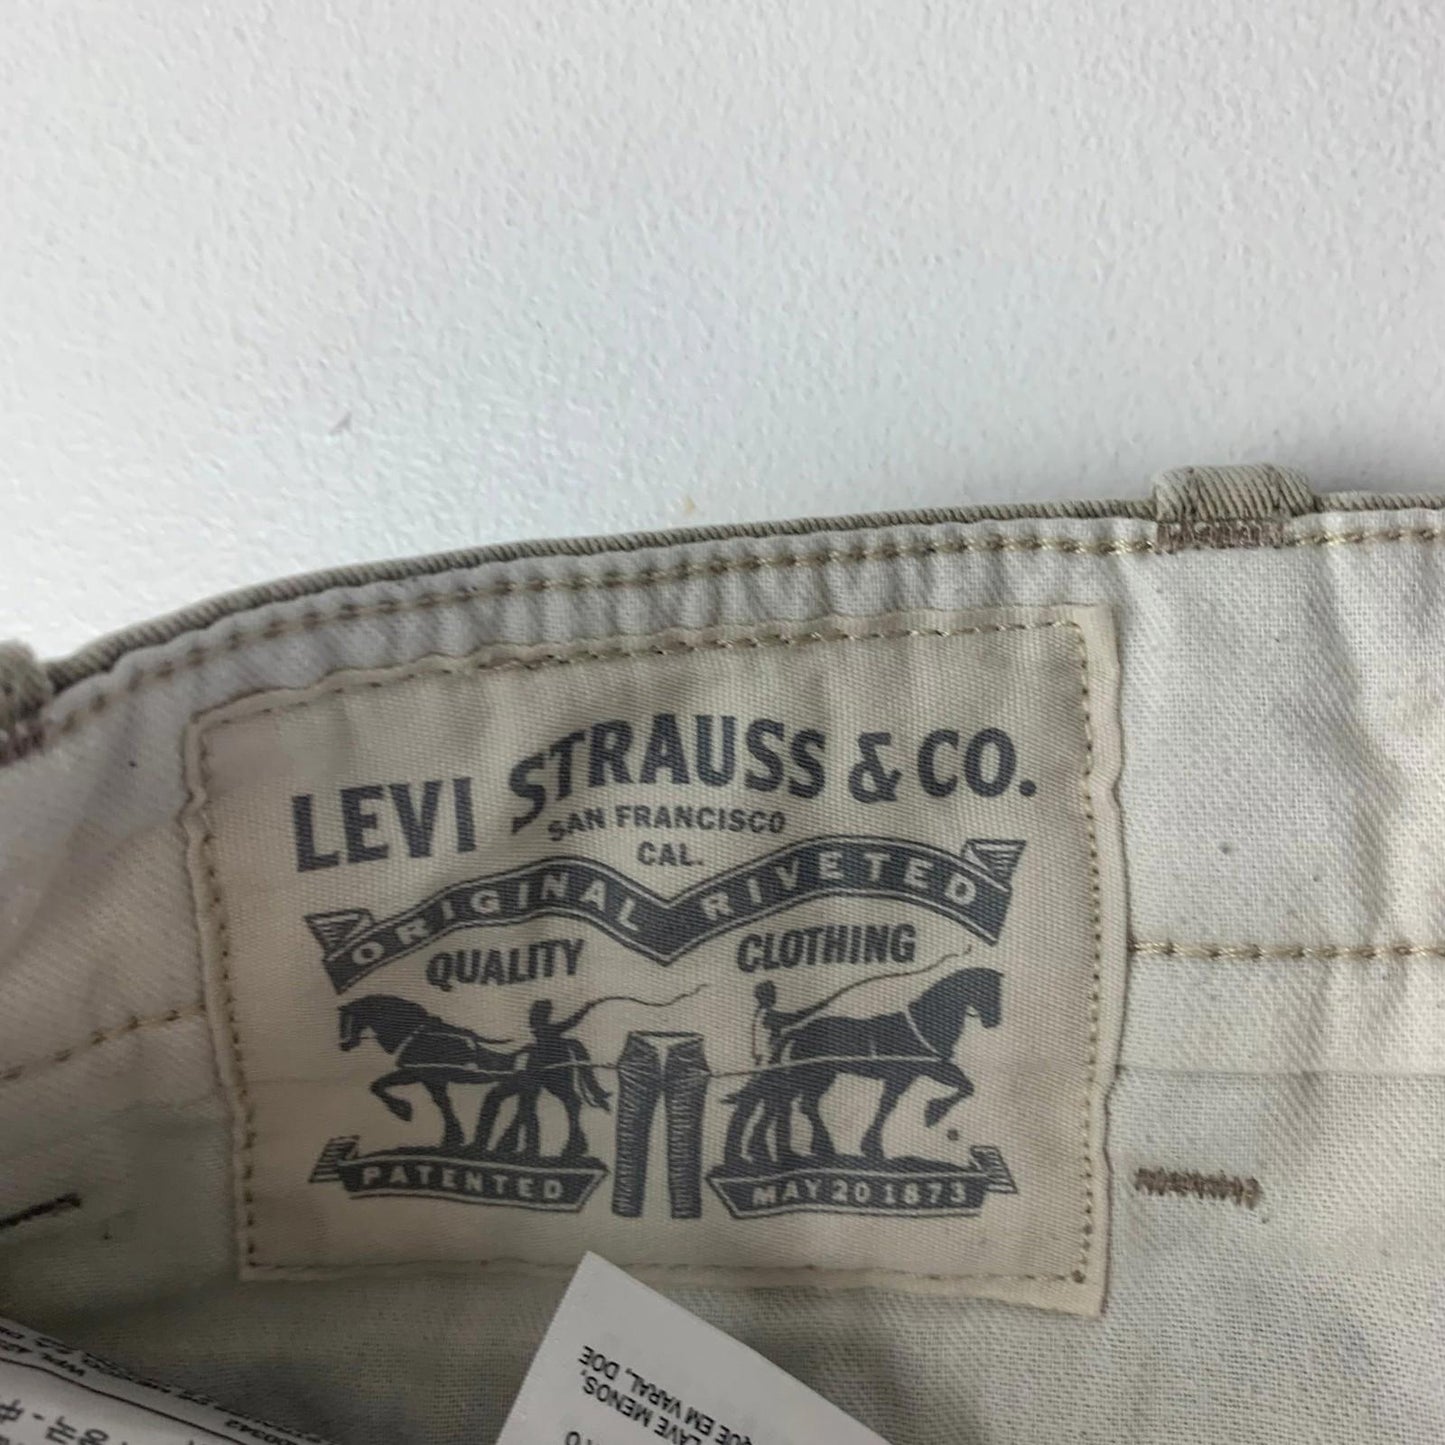 LEVI STRAUSS & CO.
SAN FRANCISCO
CAL.
ORIGINAL RIVETED
QUALITY CLOTHING
PATENTED MAY 20 1873
LAVE MENOS,
QUE EM VARAL, DOE